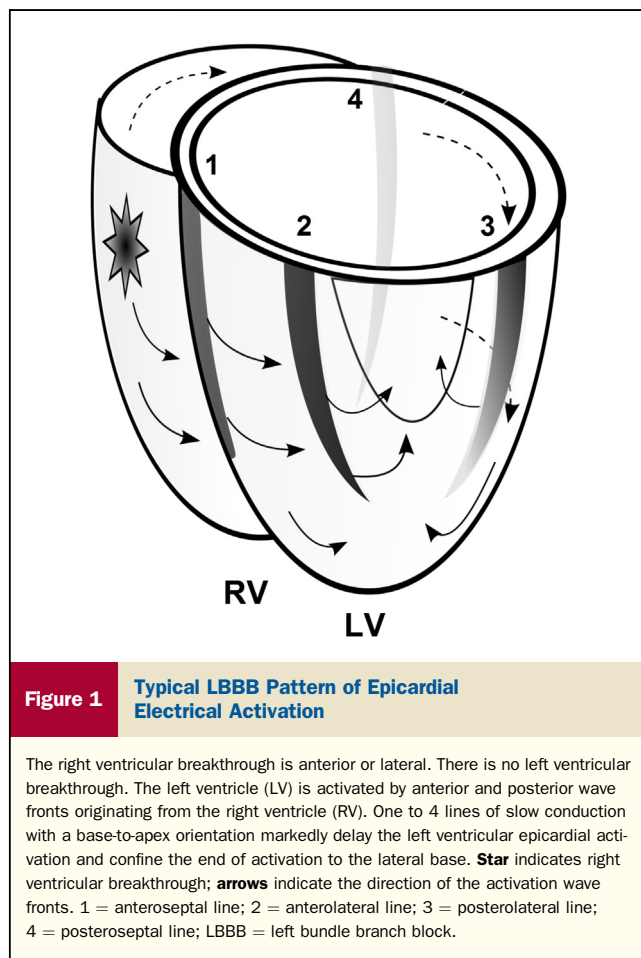 4
1
2
3
RV
LV
Figure 1
Typical LBBB Pattern of Epicardial
Electrical Activation
The right ventricular breakthrough is anterior or lateral. There is no left ventricular
breakthrough. The left ventricle (LV) is activated by anterior and posterior wave
fronts originating from the right ventricle (RV). One to 4 lines of slow conduction
with a base-to-apex orientation markedly delay the left ventricular epicardial acti-
vation and confine the end of activation to the lateral base. Star indicates right
ventricular breakthrough; arrows indicate the direction of the activation wave
fronts. 1 = anteroseptal line; 2 = anterolateral line; 3 = posterolateral line;
4 = posteroseptal line; LBBB = left bundle branch block.